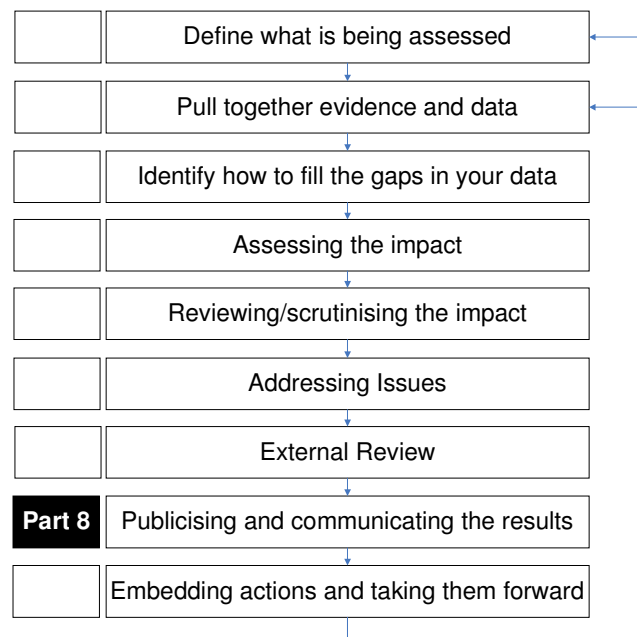 Define what is being assessed
Pull together evidence and data
Identify how to fill the gaps in your data
Assessing the impact
Reviewing/scrutinising the impact
Addressing Issues
External Review
Part 8 Publicising and communicating the results
Embedding actions and taking them forward